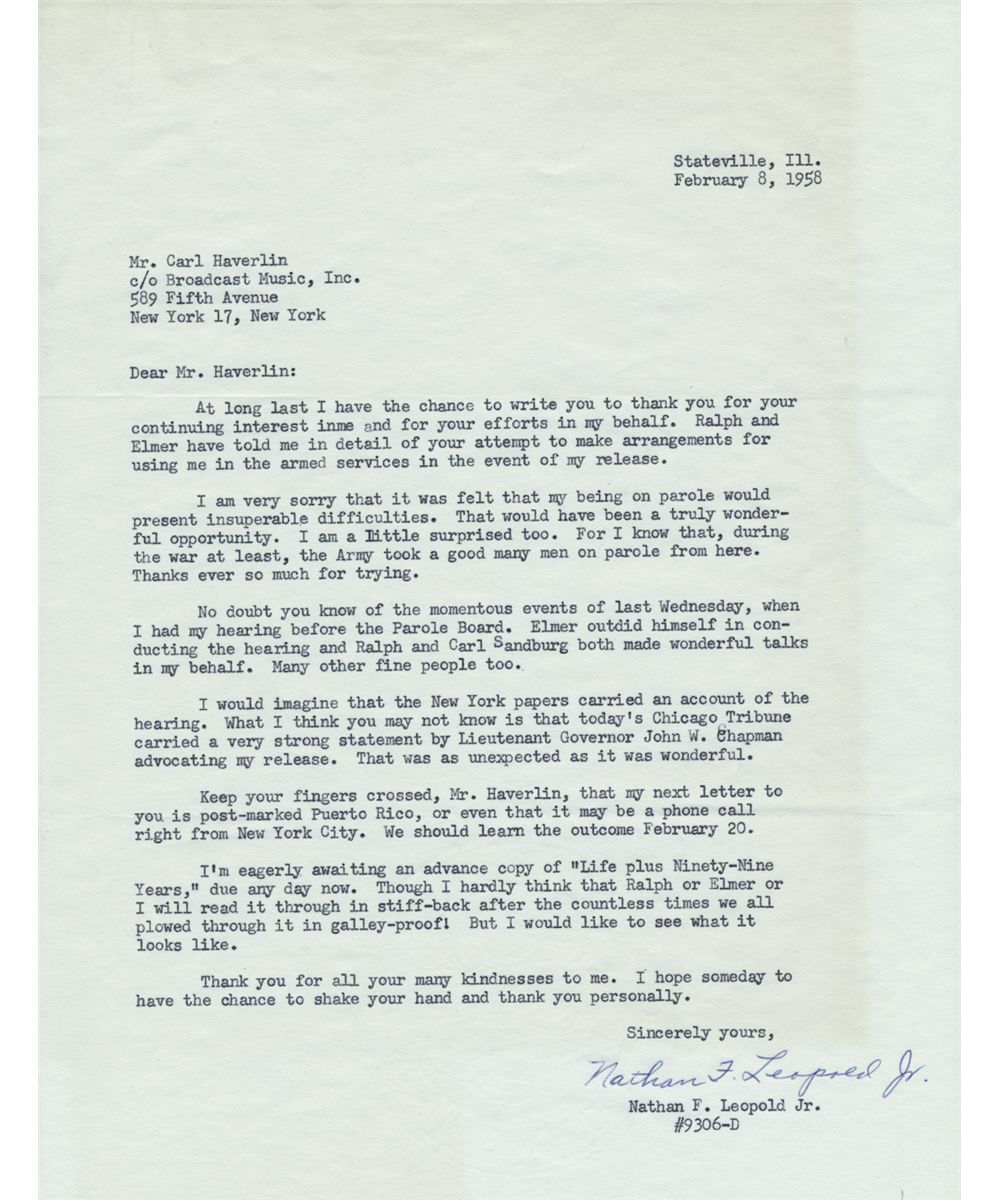 Stateville, Ill.
February 8, 1958
Mr. Carl Haverlin
c/o Broadcast Music, Inc.
589 Fifth Avenue
New York 17, New York
Dear Mr. Haverlin:
At long last I have the chance to write you to thank you for your
continuing interest inme and for your efforts in my behalf. Ralph and
Elmer have told me in detail of your attempt to make arrangements for
using me in the armed services in the event of my release.
I am very sorry that it was felt that my being on parole would
present insuperable difficulties. That would have been a truly wonder-
ful opportunity. I am a little surprised too. For I know that, during
the war at least, the Army took a good many men on parole from here.
Thanks ever so much for trying.
No doubt you know of the momentous events of last Wednesday, when
I had my hearing before the Parole Board. Elmer outdid himself in con-
ducting the hearing and Ralph and Carl Sandburg both made wonderful talks
in my behalf. Many other fine people too.
I would imagine that the New York papers carried an account of the
hearing. What I think you may not know is that today's Chicago Tribune
carried a very strong statement by Lieutenant Governor John W. Chapman
advocating my release. That was as unexpected as it was wonderful.
Keep your fingers crossed, Mr. Haverlin, that my next letter to
you is post-marked Puerto Rico, or even that it may be a phone call
right from New York City. We should learn the outcome February 20.
I'm eagerly awaiting an advance copy of "Life plus Ninety-Nine
Years," due any day now. Though I hardly think that Ralph or Elmer or
I will read it through in stiff-back after the countless times we all
plowed through it in galley-proof! But I would like to see what it
looks like.
Thank you for all your many kindnesses to me. I hope someday to
have the chance to shake your hand and thank you personally.
Sincerely yours,
Nathan F. Leopold Jr.
Nathan F. Leopold Jr.
#9306-D